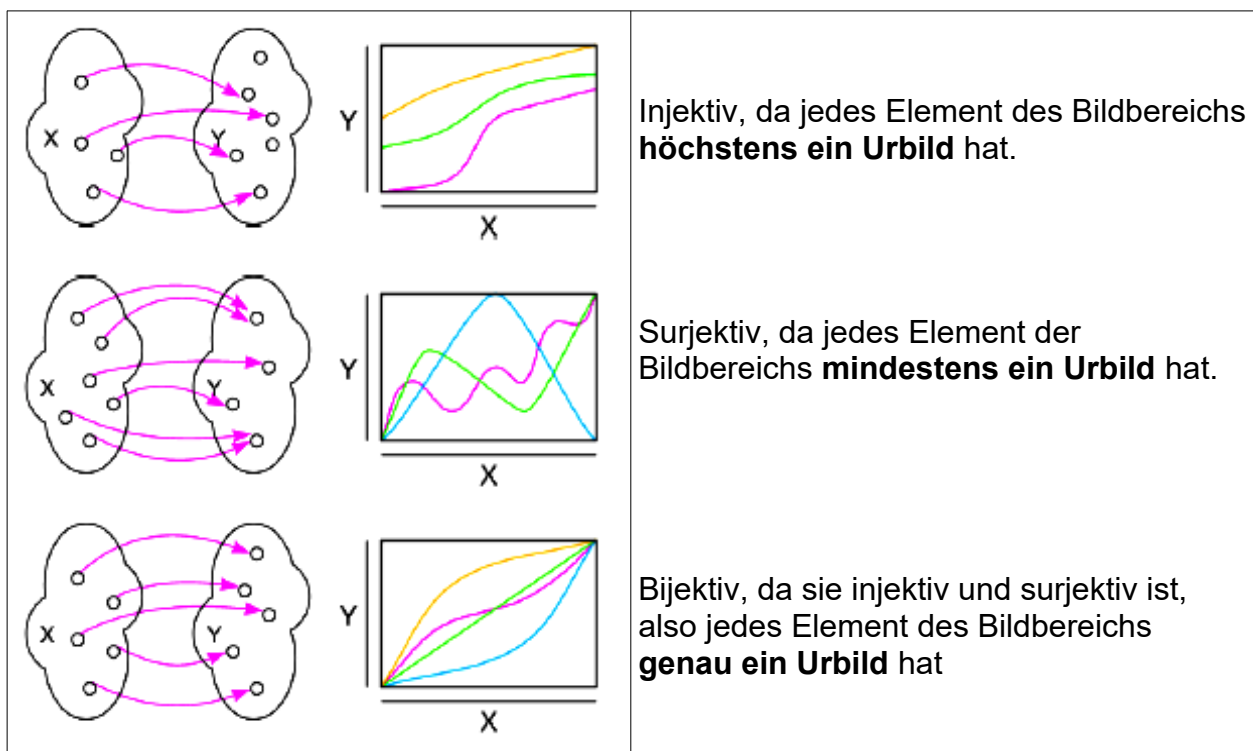 X
Y
Y
X
Injektiv, da jedes Element des Bildbereichs
höchstens ein Urbild hat.
X
Y
Y
X
Surjektiv, da jedes Element der
Bildbereichs mindestens ein Urbild hat.
X
Y
Y
X
Bijektiv, da sie injektiv und surjektiv ist,
also jedes Element des Bildbereichs
genau ein Urbild hat